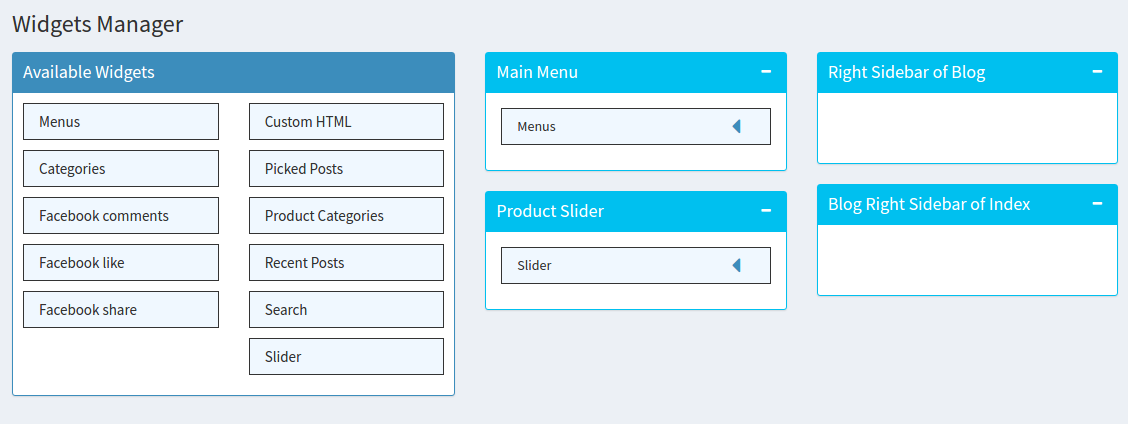 Widgets Manager
Available Widgets
Menus
Categories
Facebook comments
Facebook like
Facebook share
Custom HTML
Picked Posts
Product Categories
Recent Posts
Search
Slider
Main Menu
Menus
Product Slider
Slider
Right Sidebar of Blog
Blog Right Sidebar of Index